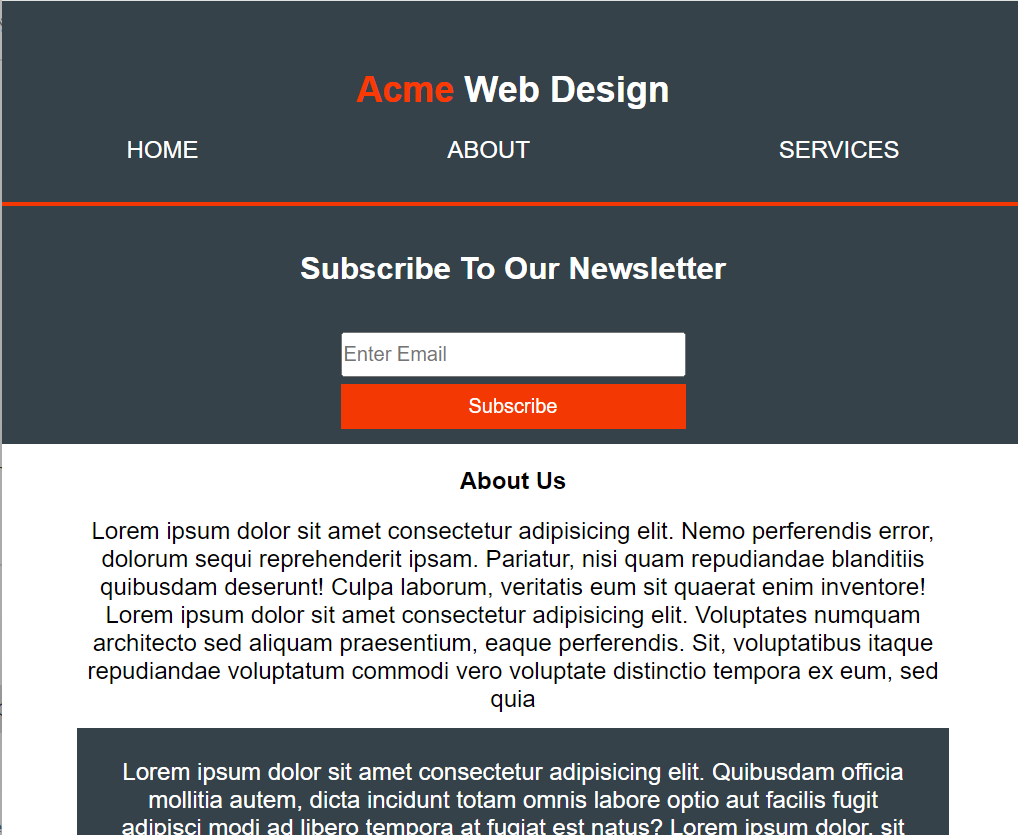 Acme Web Design
HOME ABOUT SERVICES
Subscribe To Our Newsletter
Enter Email
Subscribe
About Us
Lorem ipsum dolor sit amet consectetur adipisicing elit. Nemo perferendis error,
dolorum sequi reprehenderit ipsam. Pariatur, nisi quam repudiandae blanditiis
quibusdam deserunt! Culpa laborum, veritatis eum sit quaerat enim inventore!
Lorem ipsum dolor sit amet consectetur adipisicing elit. Voluptates numquam
architecto sed aliquam praesentium, eaque perferendis. Sit, voluptatibus itaque
repudiandae voluptatum commodi vero voluptate distinctio tempora ex eum, sed
quia
Lorem ipsum dolor sit amet consectetur adipisicing elit. Quibusdam officia
mollitia autem, dicta incidunt totam omnis labore optio aut facilis fugit
adipisci modi ad libero tempora at fugiat est natus? Lorem ipsum dolor, sit